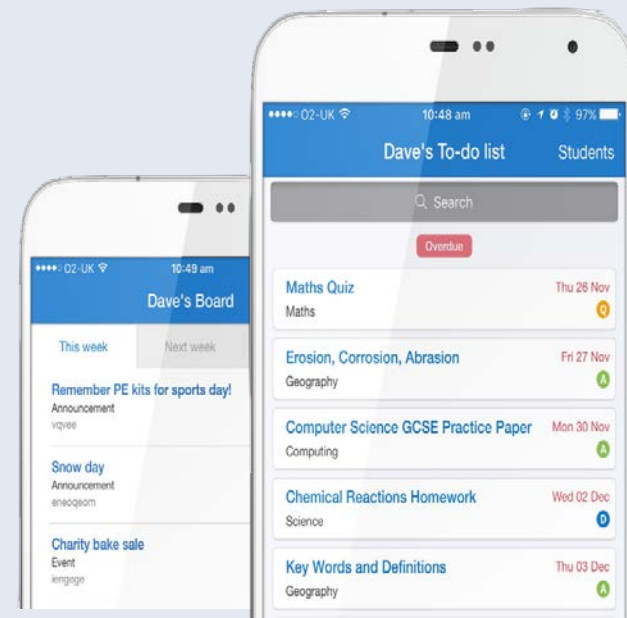 O2-UK
10:49 am
Dave's Board
This week
Next week
Remember PE kits for sports day!
Announcement
vqvee
Snow day
Announcement
eneoqeorn
Charity bake sale
Event
iengege
O2-UK
10:48 am
97%
Dave's To-do list
Students
Search
Overdue
Maths Quiz
Thu 26 Nov
Maths
Q
Erosion, Corrosion, Abrasion
Fri 27 Nov
Geography
A
Computer Science GCSE Practice Paper
Mon 30 Nov
Computing
A
Chemical Reactions Homework
Wed 02 Dec
Science
D
Key Words and Definitions
Thu 03 Dec
Geography
A